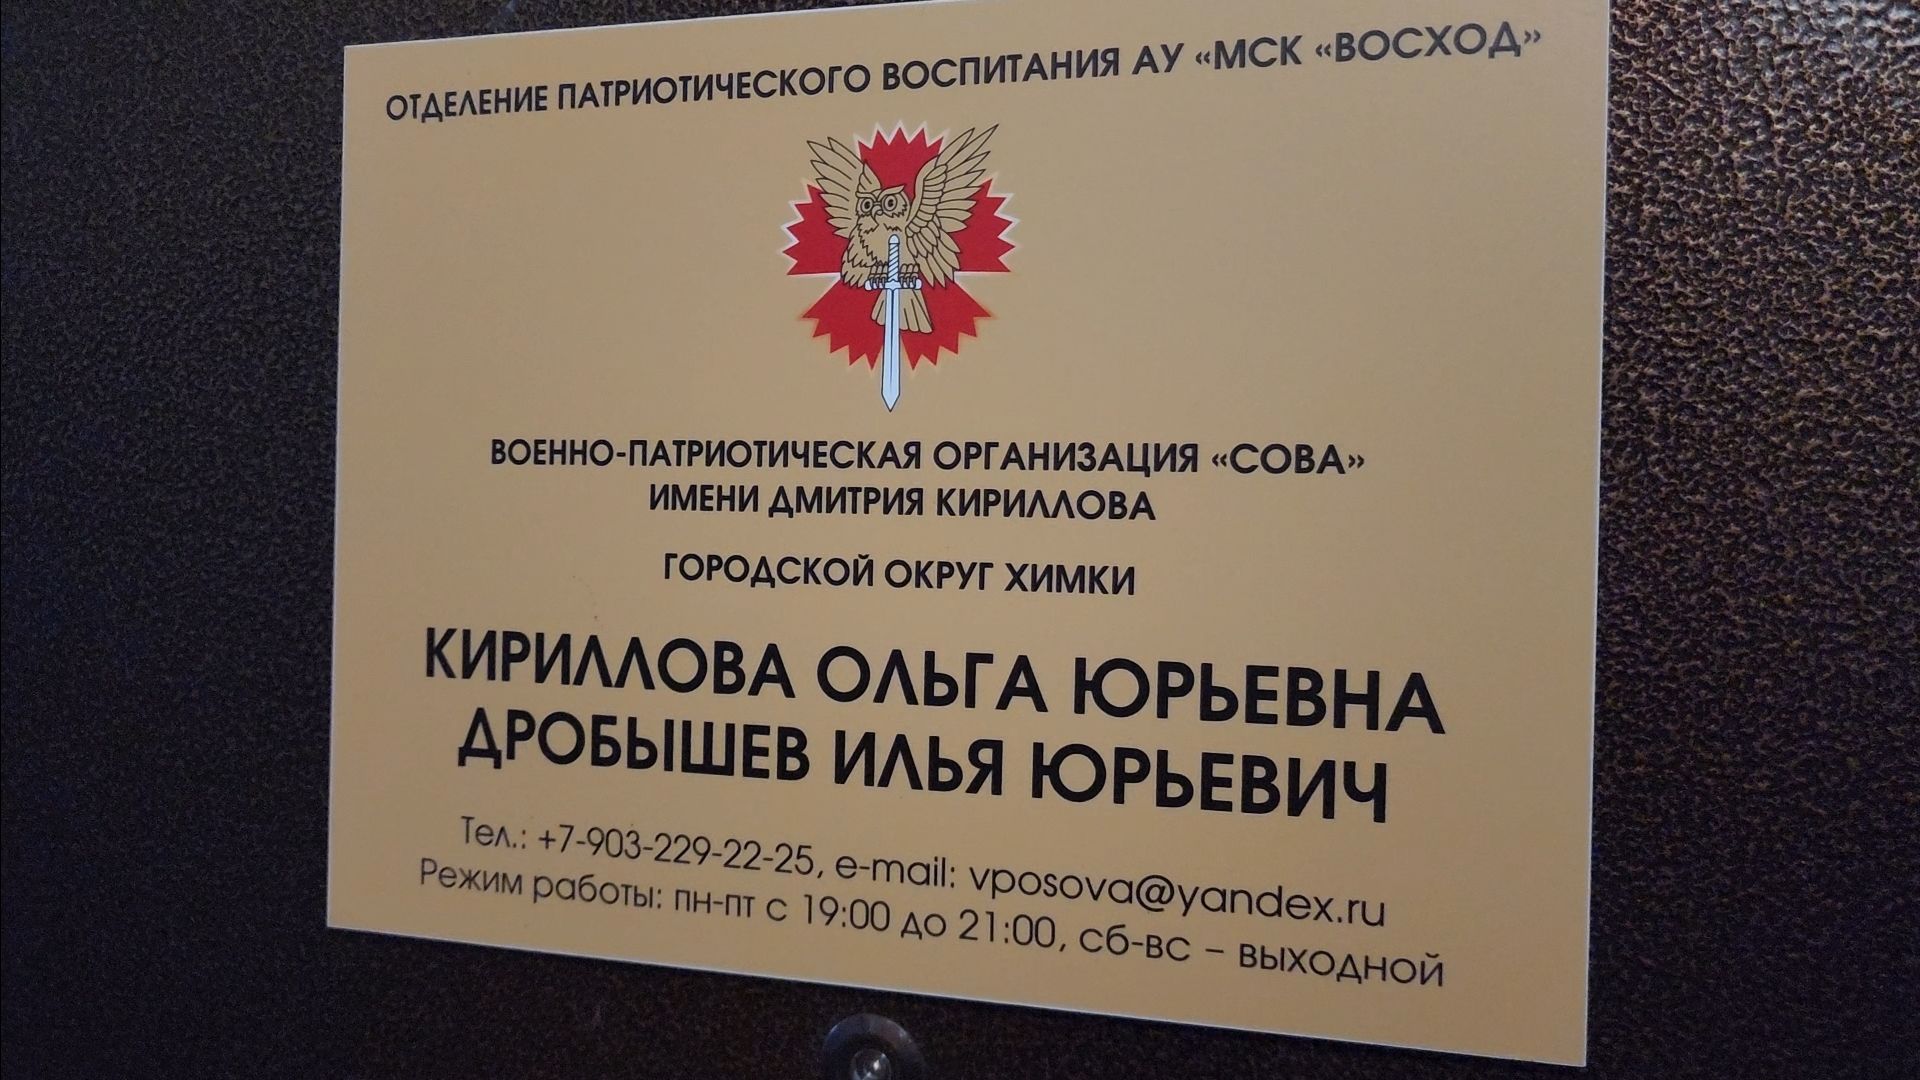 ОТДЕЛЕНИЕ ПАТРИОТИЧЕСКОГО ВОСПИТАНИЯ АУ «МСК «ВОСХОД»
ВОЕННО-ПАТРИОТИЧЕСКАЯ ОРГАНИЗАЦИЯ «СОВА»
ИМЕНИ ДМИТРИЯ КИРИЛЛОВА
ГОРОДСКОЙ ОКРУГ ХИМКИ
КИРИЛЛОВА ОЛЬГА ЮРЬЕВНА
ДРОБЫШЕВ ИЛЬЯ ЮРЬЕВИЧ
Тел.: +7-903-229-22-25, e-mail: vposova@yandex.ru
Режим работы: пн-пт с 19:00 до 21:00, сб-вс – выходной